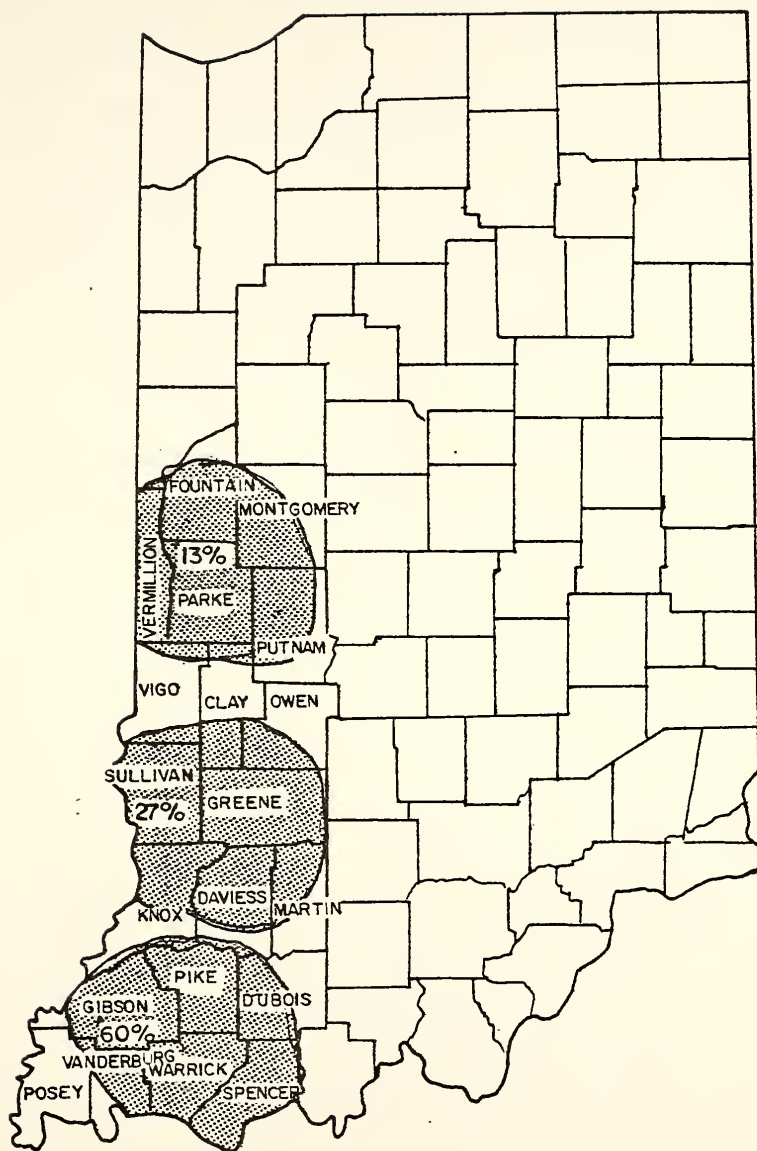 FOUNTAIN
MONTGOMERY
VERMILLION
13%
PARKE
PUTNAM
VIGO
CLAY
OWEN
SULLIVAN
27%
GREENE
DAVIESS
KNOX
MARTIN
PIKE
GIBSON
DUBOIS
60%
VANDERBURG
WARRICK
POSEY
SPENCER